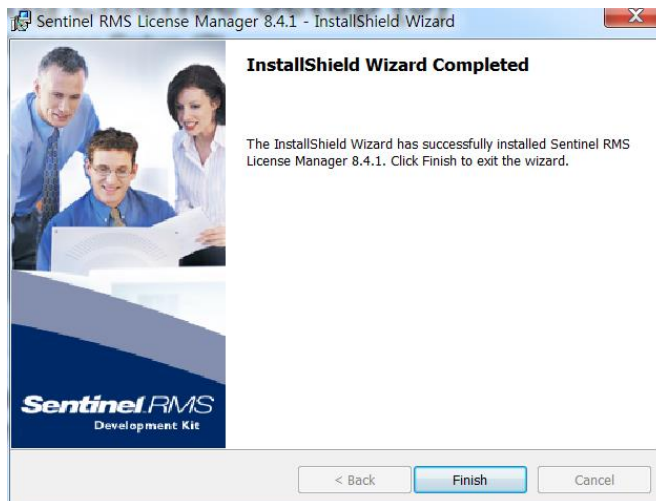 Sentinel RMS License Manager 8.4.1 - InstallShield Wizard
X
InstallShield Wizard Completed
The InstallShield Wizard has successfully installed Sentinel RMS
License Manager 8.4.1. Click Finish to exit the wizard.
Sentinel RMS
Development Kit
< Back
Finish
Cancel